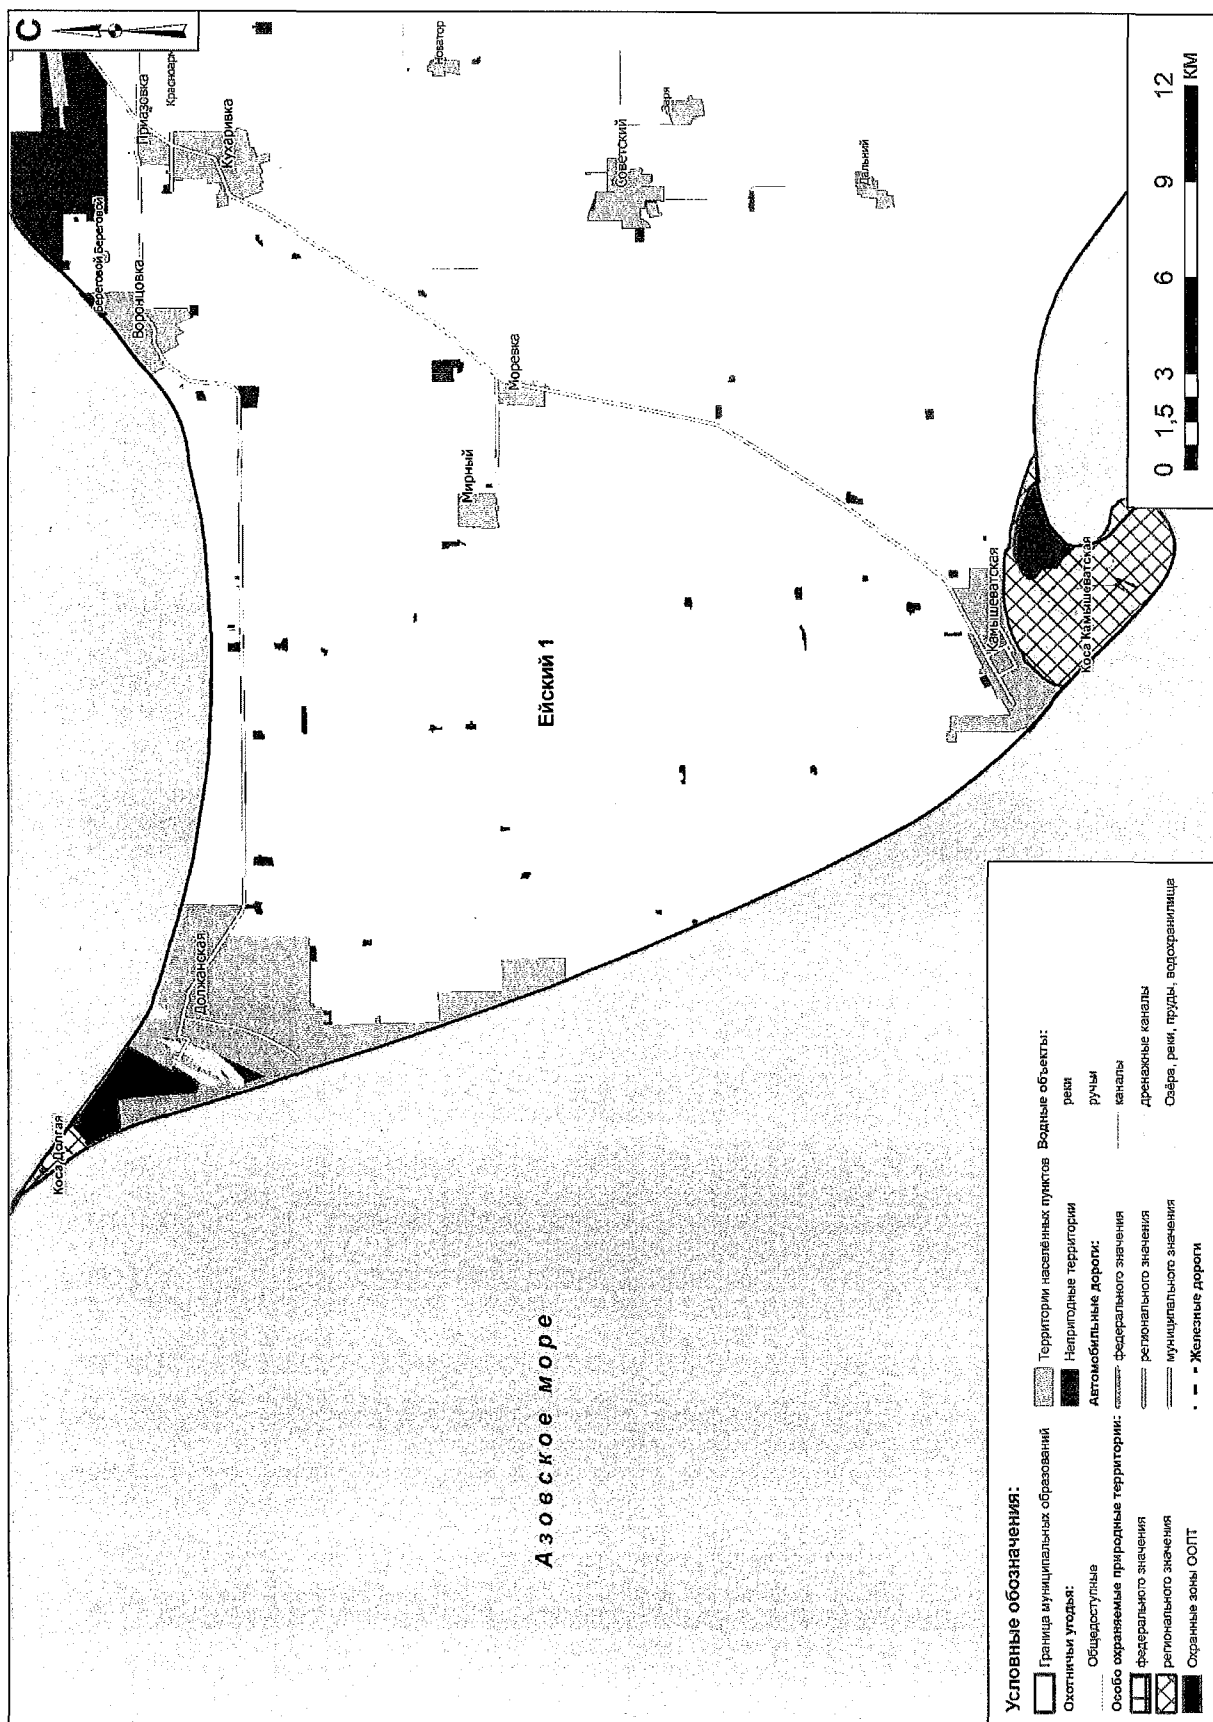 С
Новатор
Приазовка
Кухаривка
Береговой
Береговой
Воронцовка
Советский
Заря
Дальний
Моревка
Мирный
Ейский 1
Камышеватская
Коса Камышеватская
Должанская
Коса Долгая
Азовское море
0 1,5 3 6 9 12
КМ
Условные обозначения:
Граница муниципальных образований
Охотничьи угодья:
Общедоступные
Особо охраняемые природные территории:
федерального значения
регионального значения
Охранные зоны ООПТ
Территории населённых пунктов
Непригодные территории
Автомобильные дороги:
федерального значения
регионального значения
муниципального значения
Железные дороги
Водные объекты:
реки
ручьи
каналы
дренажные каналы
Озёра, реки, пруды, водохранилища